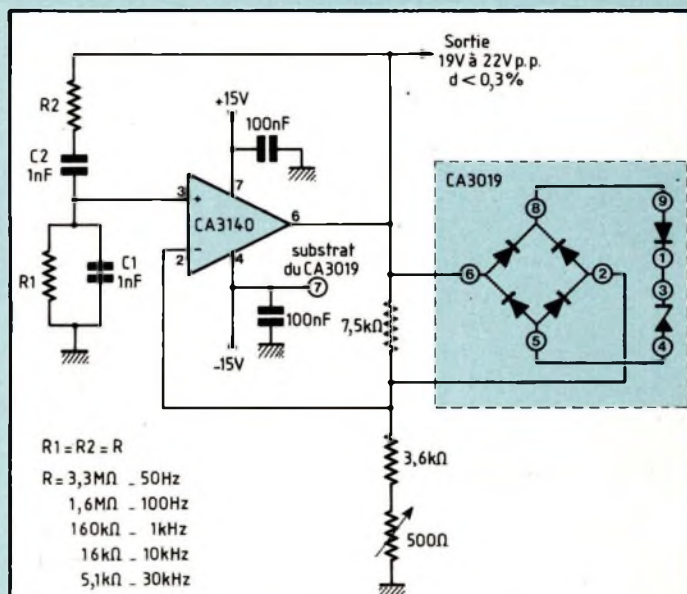 Sortie
19V à 22V p.p.
d < 0,3%
R2
+15V
100nF
C2
1nF
CA3019
3
+
7
CA3140
6
8
9
R1
C1
1nF
2
-
4
substrat
du CA3019
7
6
2
1
3
100nF
7,5kΩ
5
4
-15V
R1=R2=R
R=3,3MΩ _ 50Hz
1,6MΩ _ 100Hz
160kΩ _ 1kHz
16kΩ _ 10kHz
5,1kΩ _ 30kHz
3,6kΩ
500Ω